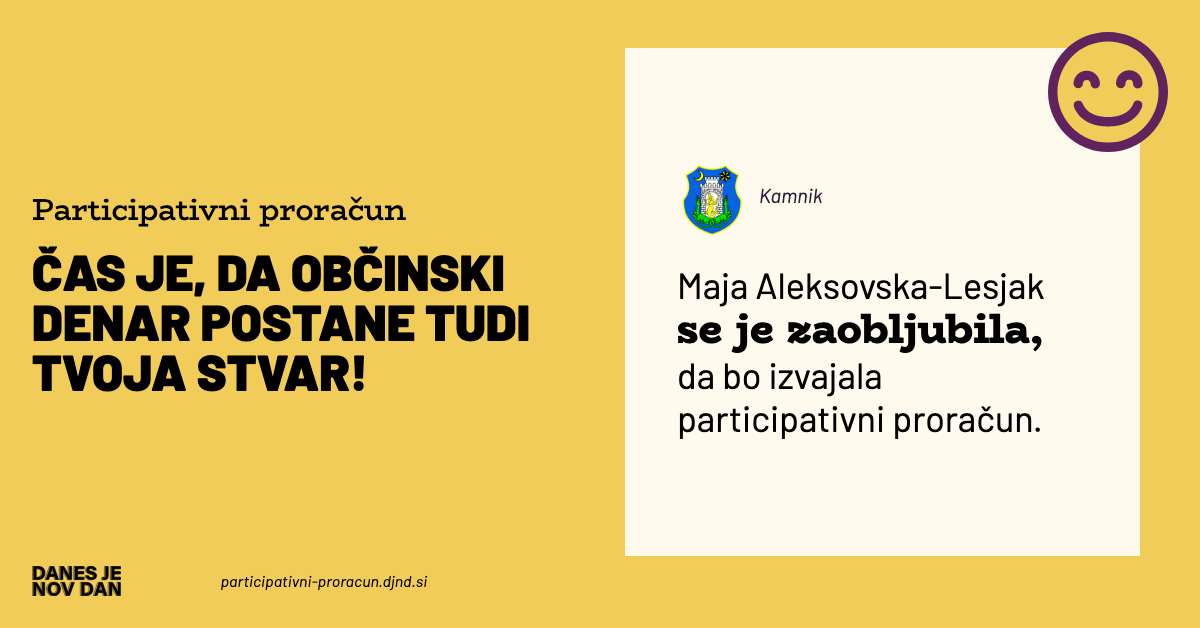 Participativni proračun
ČAS JE, DA OBČINSKI
DENAR POSTANE TUDI
TVOJA STVAR!
DANES JE
NOV DAN
participativni-proracun.djnd.si
Kamnik
Maja Aleksovska-Lesjak
se je zaobljubila,
da bo izvajala
participativni proračun.